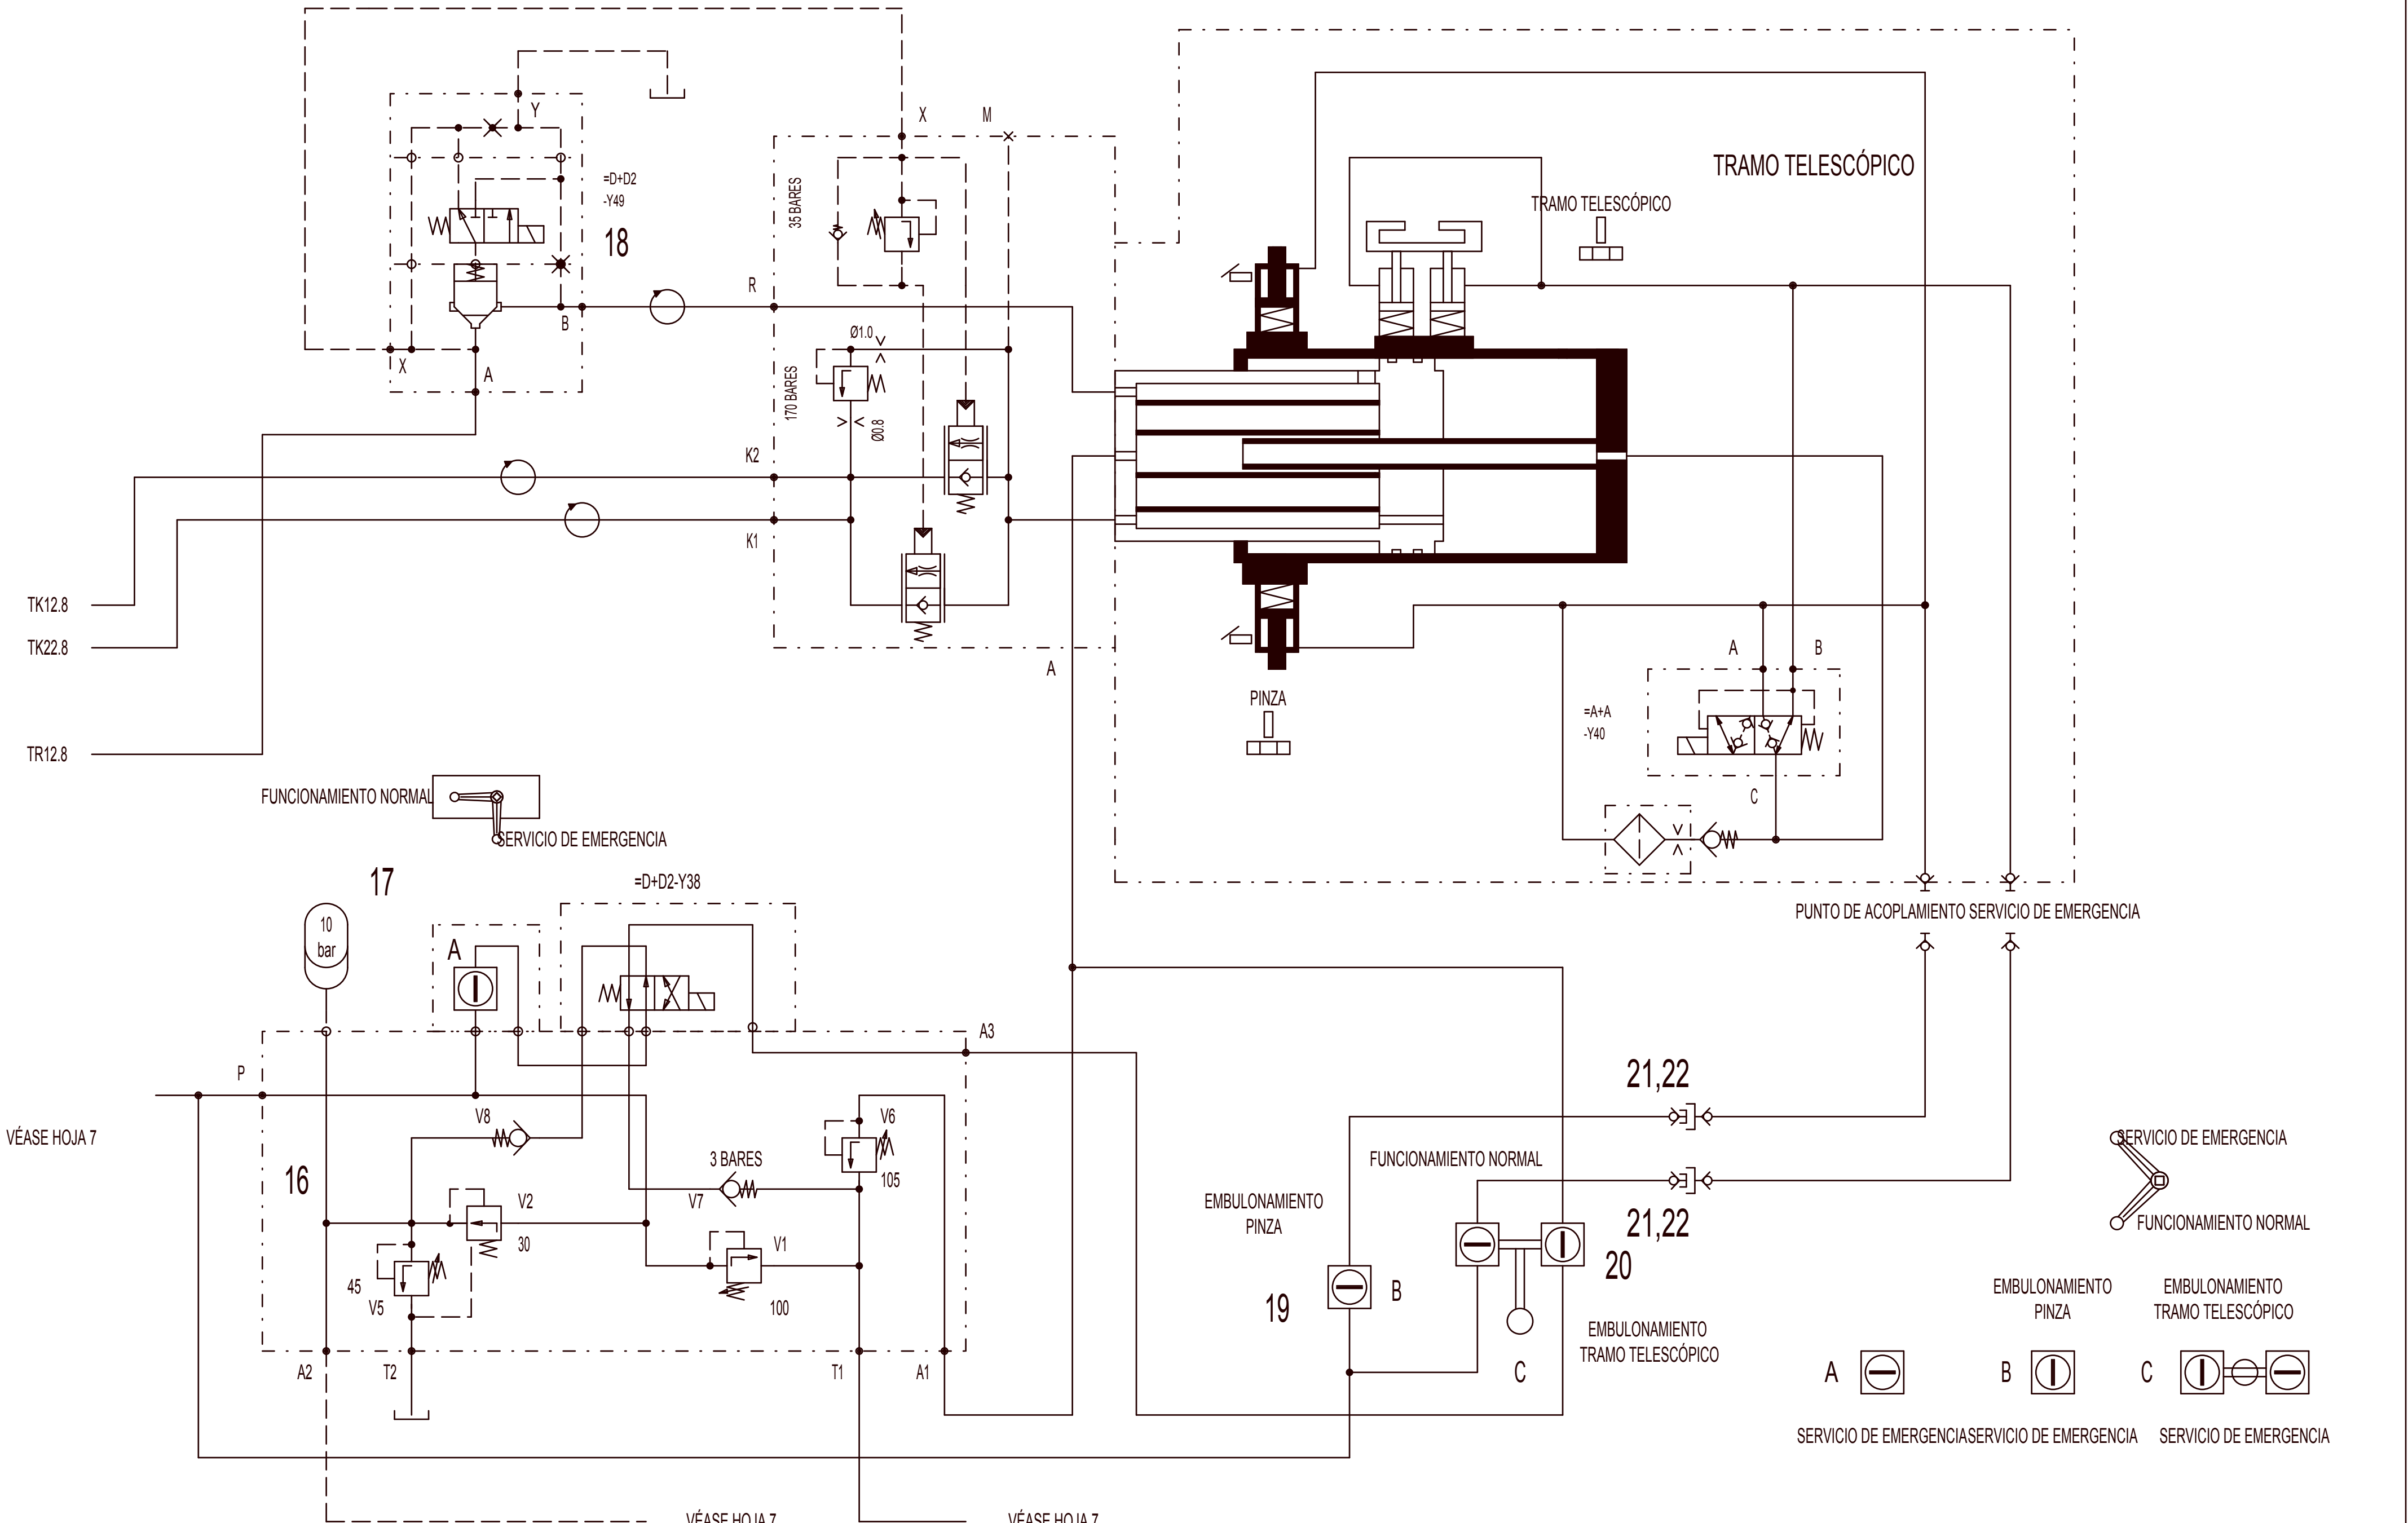 X
M
Y
TRAMO TELESCÓPICO
=D+D2
-Y49
18
35 BARES
TRAMO TELESCÓPICO
R
B
Ø1.0
X
A
170 BARES
Ø0.8
K2
K1
TK12.8
TK22.8
TR12.8
A
A
B
PINZA
=A+A
-Y40
C
FUNCIONAMIENTO NORMAL
SERVICIO DE EMERGENCIA
17
=D+D2-Y38
PUNTO DE ACOPLAMIENTO SERVICIO DE EMERGENCIA
10
bar
A
A3
P
21,22
V8
V6
VÉASE HOJA 7
SERVICIO DE EMERGENCIA
16
3 BARES
FUNCIONAMIENTO NORMAL
105
V2
V7
EMBULONAMIENTO
PINZA
21,22
FUNCIONAMIENTO NORMAL
30
V1
20
45
V5
100
19
B
EMBULONAMIENTO
PINZA
EMBULONAMIENTO
TRAMO TELESCÓPICO
EMBULONAMIENTO
TRAMO TELESCÓPICO
A2
T2
T1
A1
C
A
B
C
SERVICIO DE EMERGENCIA
SERVICIO DE EMERGENCIA
SERVICIO DE EMERGENCIA
VÉASE HOJA 7
VÉASE HOJA 7